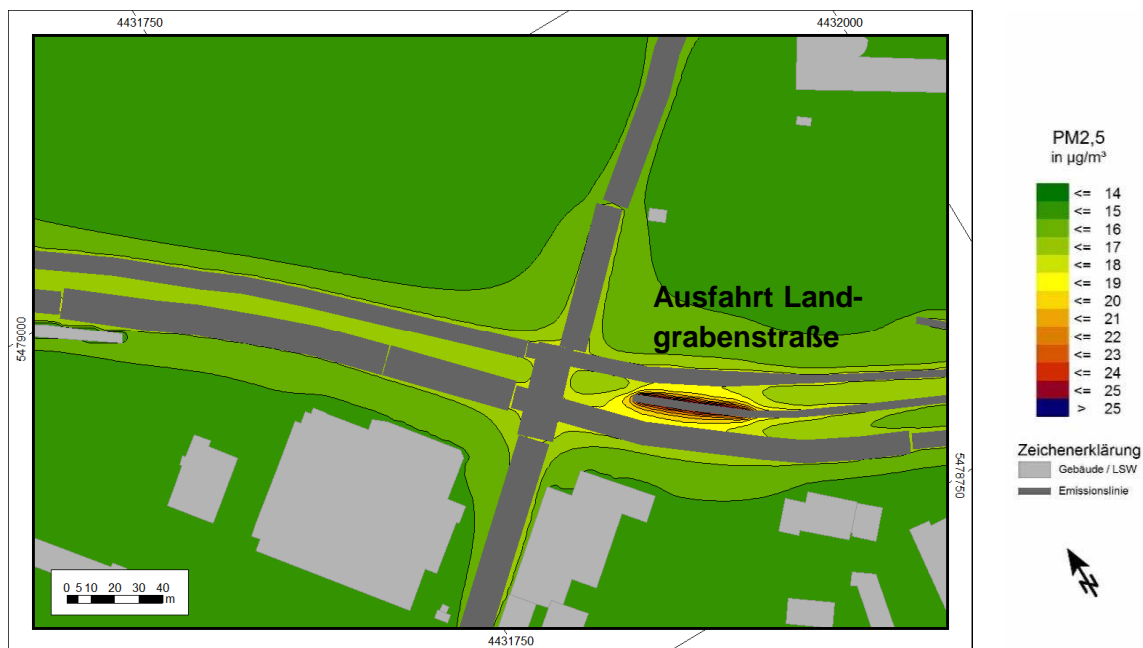 4431750
4432000
5479000
Ausfahrt Land-
grabenstraße
5478750
0 5 10 20 30 40
m
4431750
PM2,5
in µg/m³
<= 14
<= 15
<= 16
<= 17
<= 18
<= 19
<= 20
<= 21
<= 22
<= 23
<= 24
<= 25
> 25
Zeichenerklärung
Gebäude / LSW
Emissionslinie
N